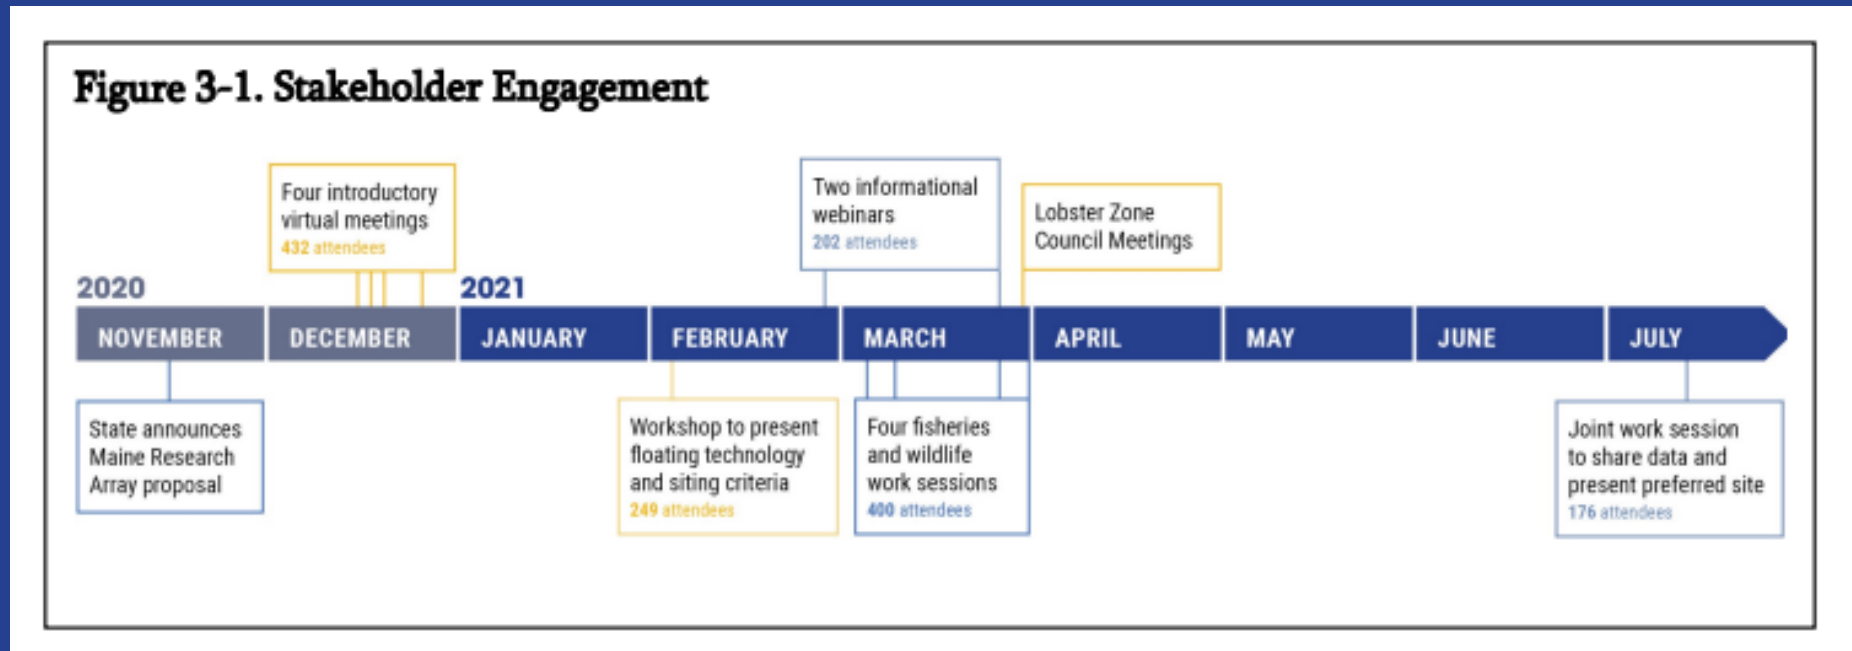 Figure 3-1. Stakeholder Engagement
Four introductory
virtual meetings
432 attendees
Two informational
webinars
202 attendees
Lobster Zone
Council Meetings
2020
2021
NOVEMBER
DECEMBER
JANUARY
FEBRUARY
MARCH
APRIL
MAY
JUNE
JULY
State announces
Maine Research
Array proposal
Workshop to present
floating technology
and siting criteria
249 attendees
Four fisheries
and wildlife
work sessions
400 attendees
Joint work session
to share data and
present preferred site
176 attendees